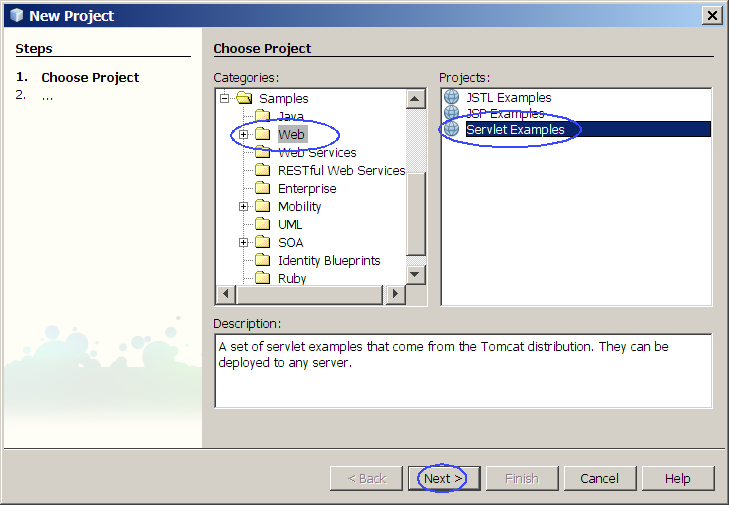 New Project
Steps
1. Choose Project
2. ...
Choose Project
Categories:
Samples
Java
Web
Web Services
RESTful Web Services
Enterprise
Mobility
UML
SOA
Identity Blueprints
Ruby
Projects:
JSTL Examples
JSP Examples
Servlet Examples
Description:
A set of servlet examples that come from the Tomcat distribution. They can be
deployed to any server.
< Back
Next >
Finish
Cancel
Help